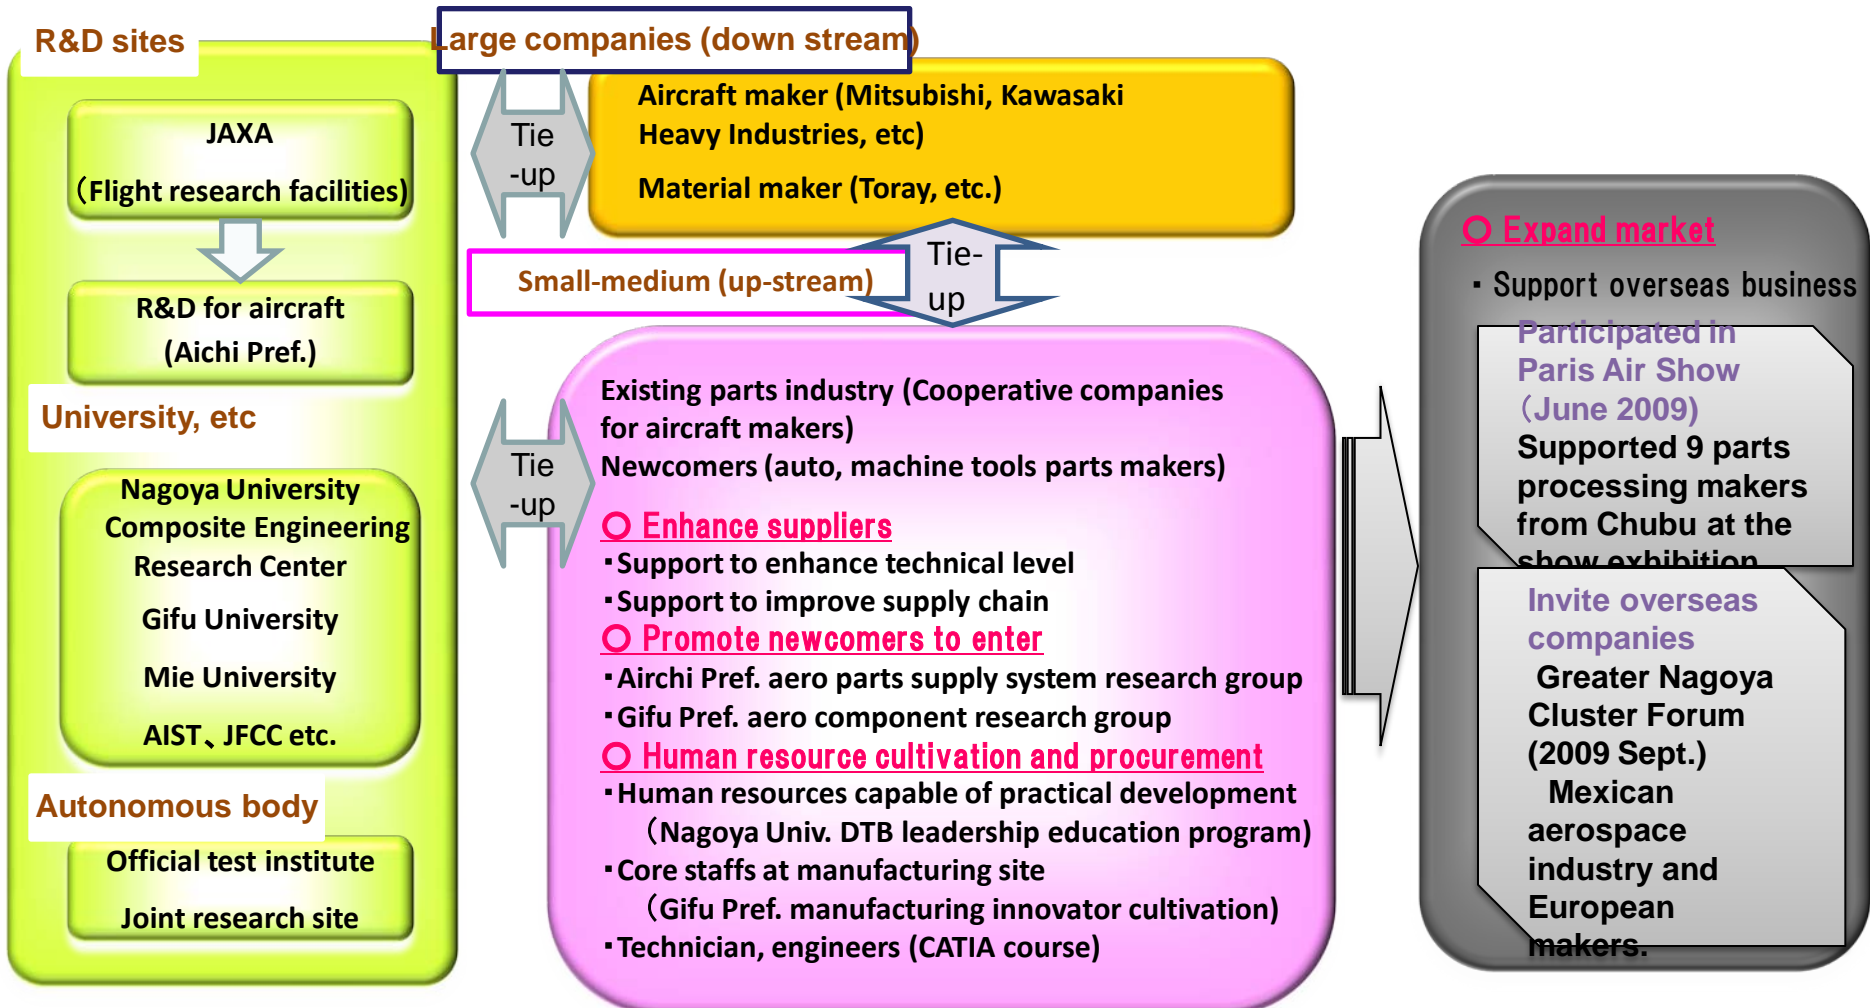 R&D sites
JAXA
（Flight research facilities)
R&D for aircraft
(Aichi Pref.)
University, etc
Nagoya University
Composite Engineering
Research Center
Gifu University
Mie University
AIST、JFCC etc.
Autonomous body
Official test institute
Joint research site
Large companies (down stream)
Tie
-up
Aircraft maker (Mitsubishi, Kawasaki
Heavy Industries, etc)
Material maker (Toray, etc.)
Small-medium (up-stream)
Tie-
up
Tie
-up
Existing parts industry (Cooperative companies
for aircraft makers)
Newcomers (auto, machine tools parts makers)
○ Enhance suppliers
・Support to enhance technical level
・Support to improve supply chain
○ Promote newcomers to enter
・Airchi Pref. aero parts supply system research group
・Gifu Pref. aero component research group
○ Human resource cultivation and procurement
・Human resources capable of practical development
（Nagoya Univ. DTB leadership education program)
・Core staffs at manufacturing site
（Gifu Pref. manufacturing innovator cultivation)
・Technician, engineers (CATIA course)
○ Expand market
・Support overseas business
Participated in
Paris Air Show
（June 2009)
Supported 9 parts
processing makers
from Chubu at the
show exhibition
Invite overseas
companies
Greater Nagoya
Cluster Forum
(2009 Sept.)
Mexican
aerospace
industry and
European
makers.